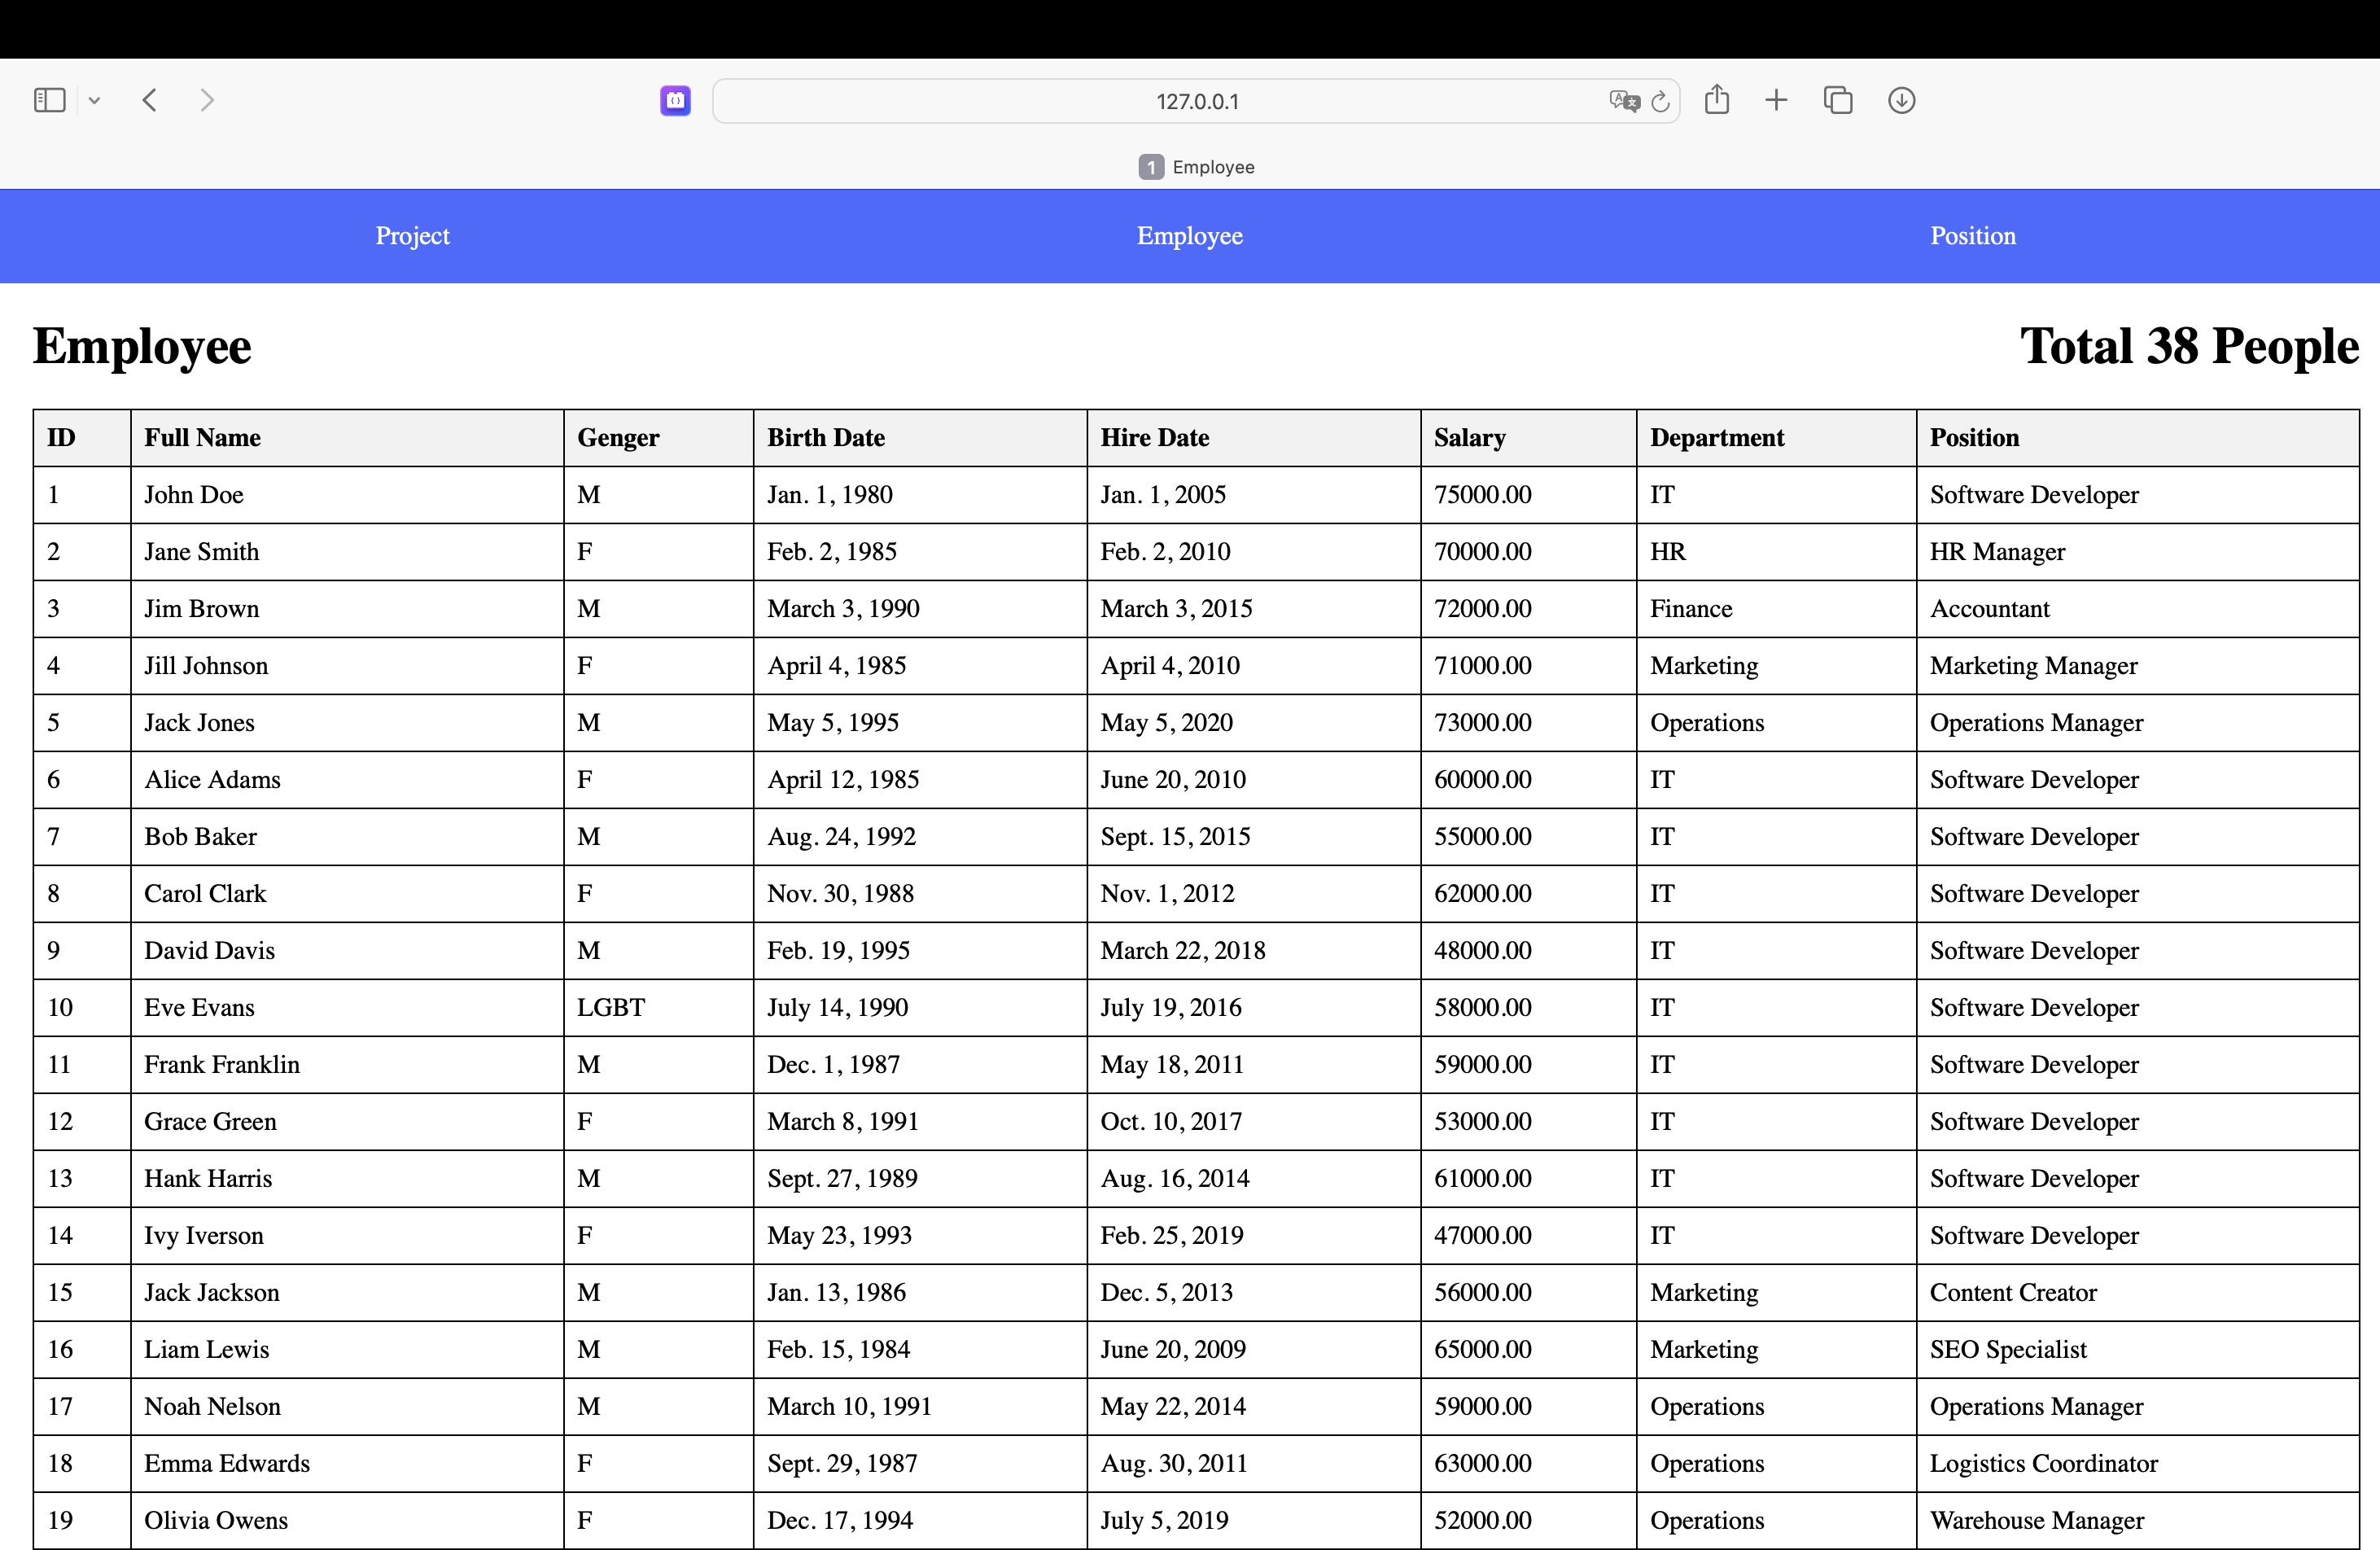 127.0.0.1
1 Employee
Project Employee Position
Employee Total 38 People
ID Full Name Genger Birth Date Hire Date Salary Department Position
1 John Doe M Jan. 1, 1980 Jan. 1, 2005 75000.00 IT Software Developer
2 Jane Smith F Feb. 2, 1985 Feb. 2, 2010 70000.00 HR HR Manager
3 Jim Brown M March 3, 1990 March 3, 2015 72000.00 Finance Accountant
4 Jill Johnson F April 4, 1985 April 4, 2010 71000.00 Marketing Marketing Manager
5 Jack Jones M May 5, 1995 May 5, 2020 73000.00 Operations Operations Manager
6 Alice Adams F April 12, 1985 June 20, 2010 60000.00 IT Software Developer
7 Bob Baker M Aug. 24, 1992 Sept. 15, 2015 55000.00 IT Software Developer
8 Carol Clark F Nov. 30, 1988 Nov. 1, 2012 62000.00 IT Software Developer
9 David Davis M Feb. 19, 1995 March 22, 2018 48000.00 IT Software Developer
10 Eve Evans LGBT July 14, 1990 July 19, 2016 58000.00 IT Software Developer
11 Frank Franklin M Dec. 1, 1987 May 18, 2011 59000.00 IT Software Developer
12 Grace Green F March 8, 1991 Oct. 10, 2017 53000.00 IT Software Developer
13 Hank Harris M Sept. 27, 1989 Aug. 16, 2014 61000.00 IT Software Developer
14 Ivy Iverson F May 23, 1993 Feb. 25, 2019 47000.00 IT Software Developer
15 Jack Jackson M Jan. 13, 1986 Dec. 5, 2013 56000.00 Marketing Content Creator
16 Liam Lewis M Feb. 15, 1984 June 20, 2009 65000.00 Marketing SEO Specialist
17 Noah Nelson M March 10, 1991 May 22, 2014 59000.00 Operations Operations Manager
18 Emma Edwards F Sept. 29, 1987 Aug. 30, 2011 63000.00 Operations Logistics Coordinator
19 Olivia Owens F Dec. 17, 1994 July 5, 2019 52000.00 Operations Warehouse Manager